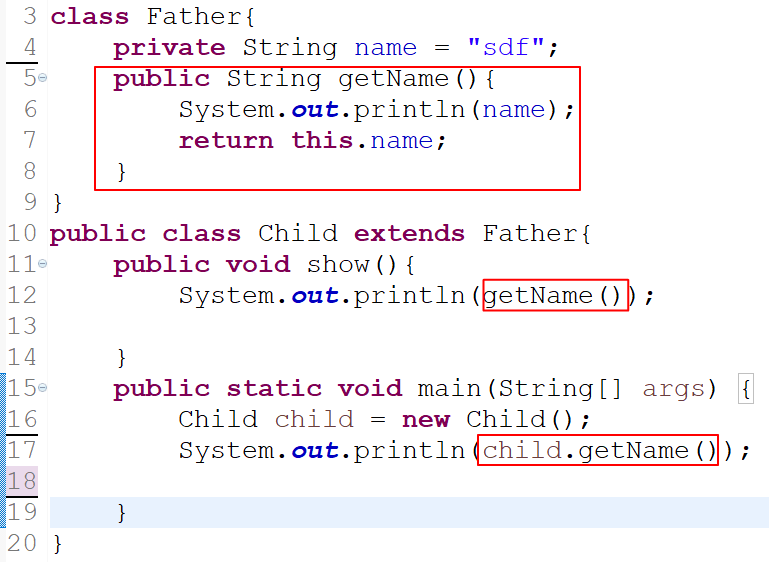 3 class Father{
4     private String name = "sdf";
5     public String getName(){
6         System.out.println(name);
7         return this.name;
8     }
9 }
10 public class Child extends Father{
11     public void show(){
12         System.out.println(getName());
13
14     }
15     public static void main(String[] args) {
16         Child child = new Child();
17         System.out.println(child.getName());
18
19     }
20 }